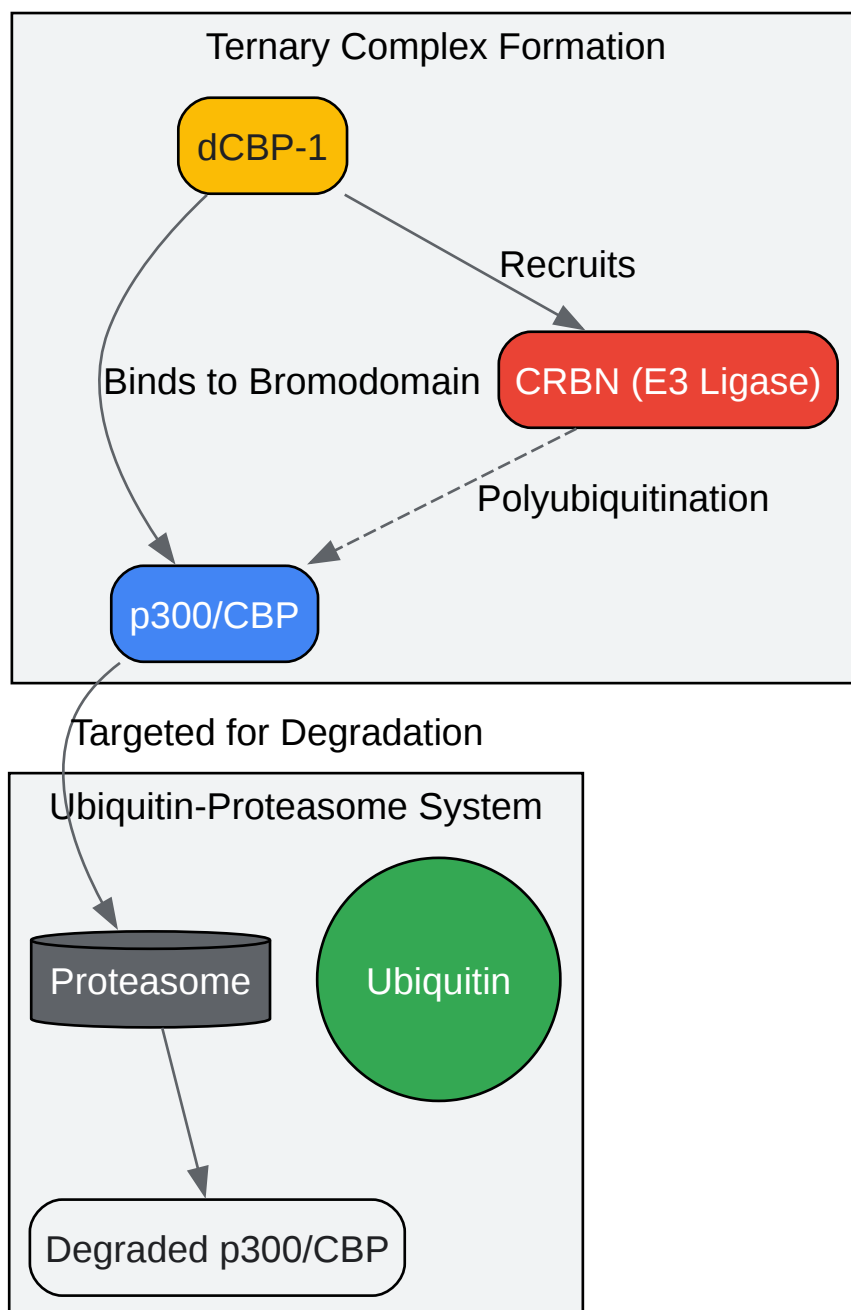 Ternary Complex Formation
dCBP-1
Recruits
Binds to Bromodomain
CRBN (E3 Ligase)
Polyubiquitination
p300/CBP
Targeted for Degradation
Ubiquitin-Proteasome System
Proteasome
Ubiquitin
Degraded p300/CBP